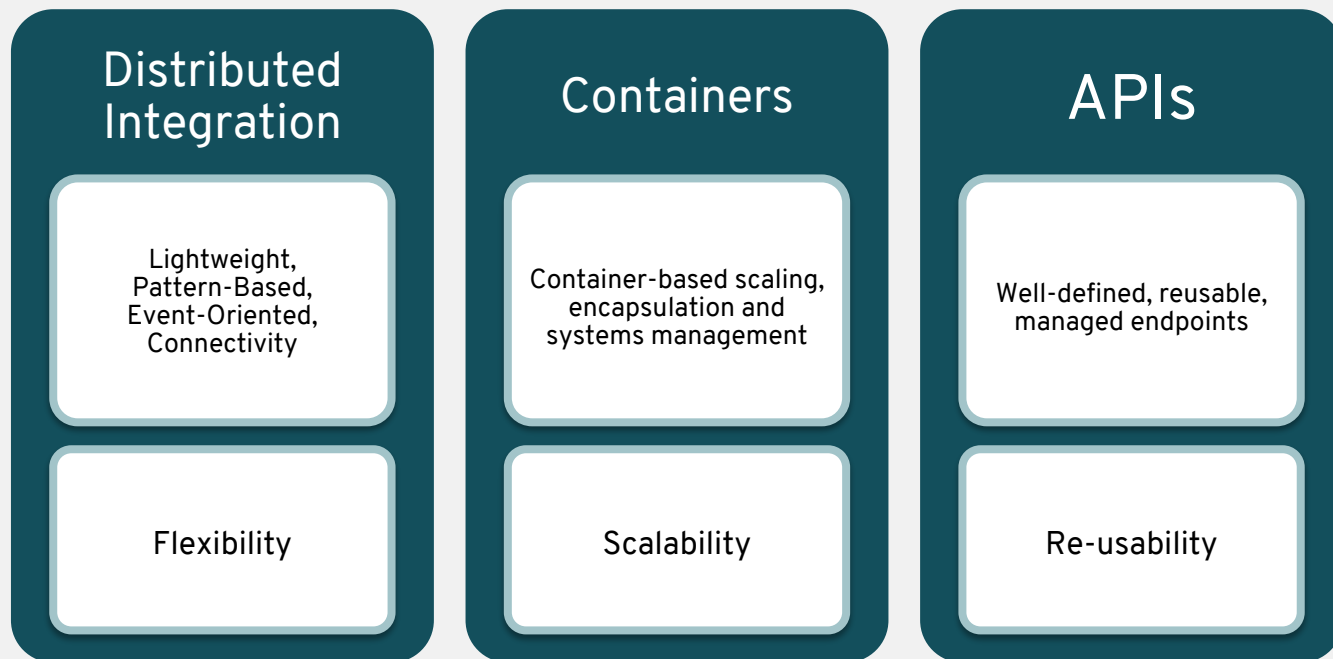 Distributed
Integration
Lightweight,
Pattern-Based,
Event-Oriented,
Connectivity
Flexibility
Containers
Container-based scaling,
encapsulation and
systems management
Scalability
APIs
Well-defined, reusable,
managed endpoints
Re-usability